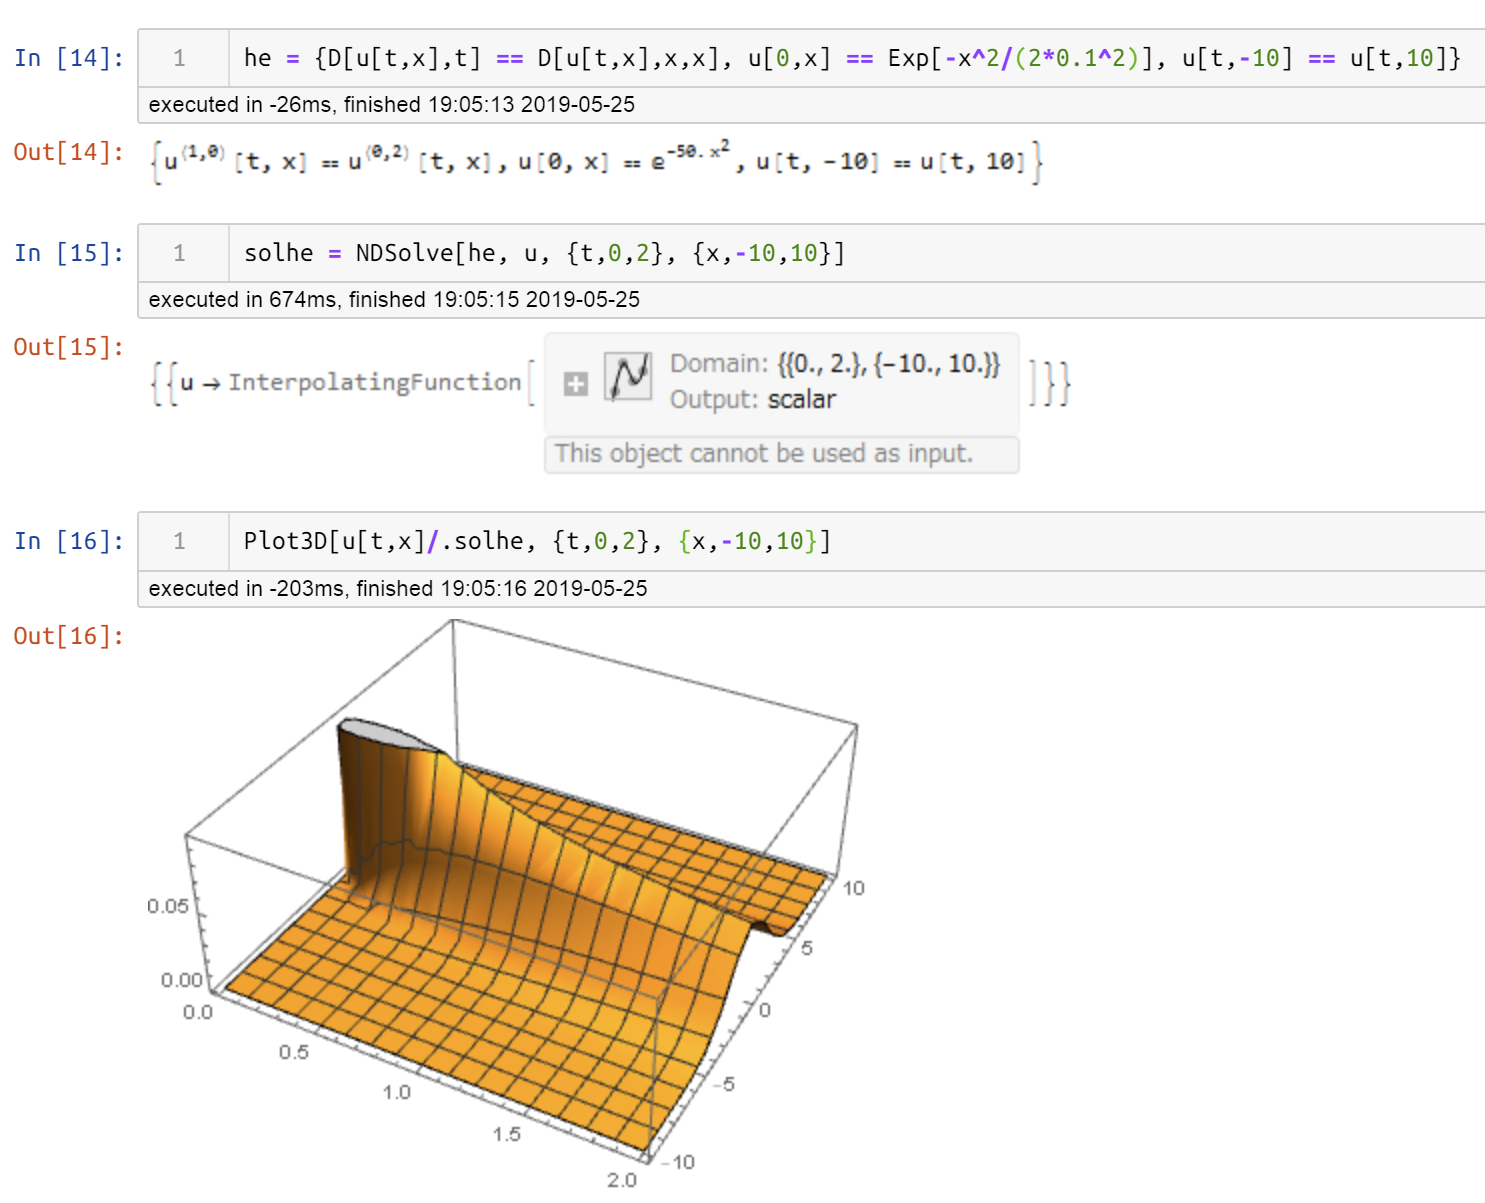 In [14]: 1 he = {D[u[t,x],t] == D[u[t,x],x,x], u[0,x] == Exp[-x^2/(2*0.1^2)], u[t,-10] == u[t,10]}
executed in -26ms, finished 19:05:13 2019-05-25
Out[14]: {u^(1,0) [t, x] == u^(0,2) [t, x], u[0, x] == e^-50. x^2, u[t, -10] == u[t, 10]}
In [15]: 1 solhe = NDSolve[he, u, {t,0,2}, {x,-10,10}]
executed in 674ms, finished 19:05:15 2019-05-25
Out[15]:
Domain: {{0., 2.}, {-10., 10.}}
{{u → InterpolatingFunction[ ]}}
Output: scalar
This object cannot be used as input.
In [16]: 1 Plot3D[u[t,x]/.solhe, {t,0,2}, {x,-10,10}]
executed in -203ms, finished 19:05:16 2019-05-25
Out[16]:
10
0.05
5
0.00
0.0
0
0.5
-5
1.0
1.5
-10
2.0